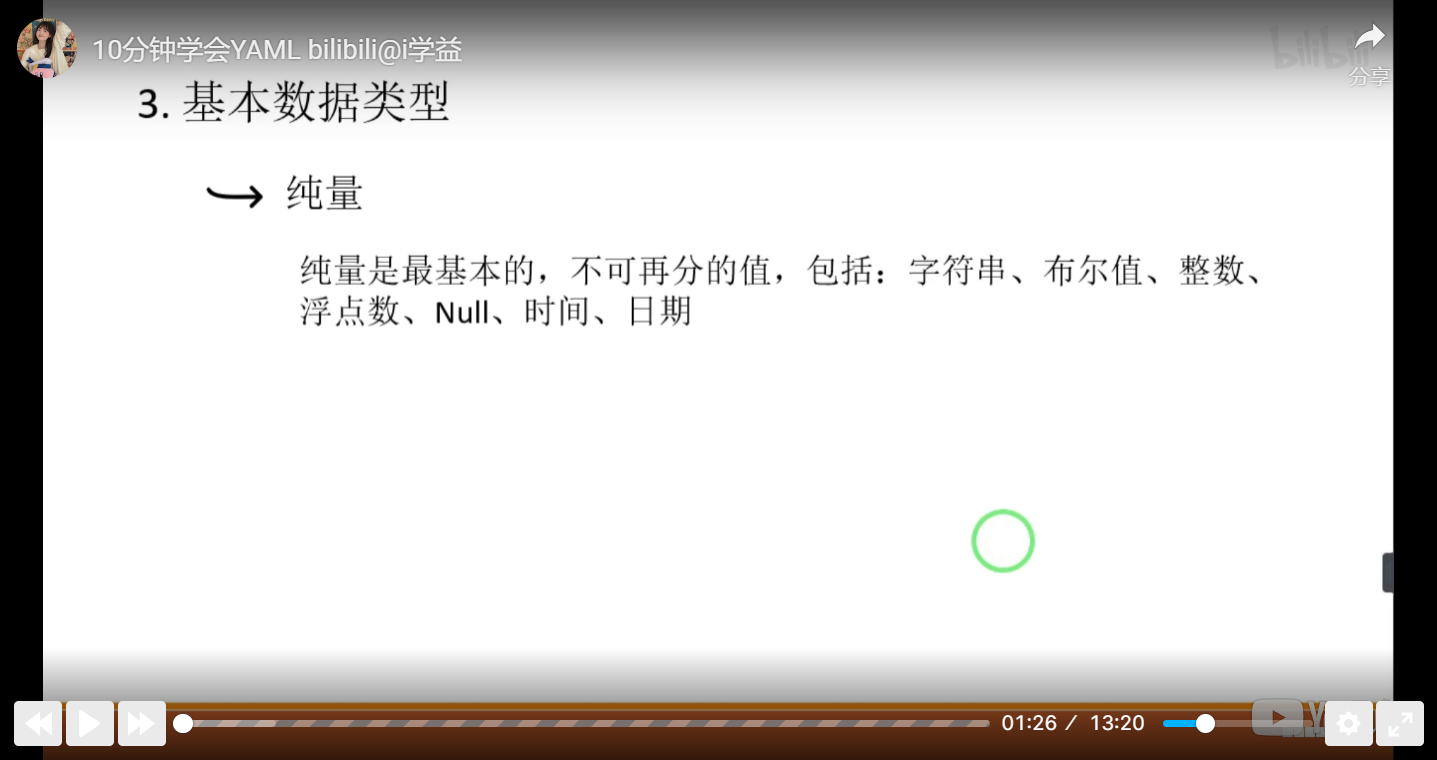 10分钟学会YAML bilibili@i学益
bilibili
分享
3. 基本数据类型
纯量
纯量是最基本的，不可再分的值，包括：字符串、布尔值、整数、
浮点数、Null、时间、日期
01:26 / 13:20